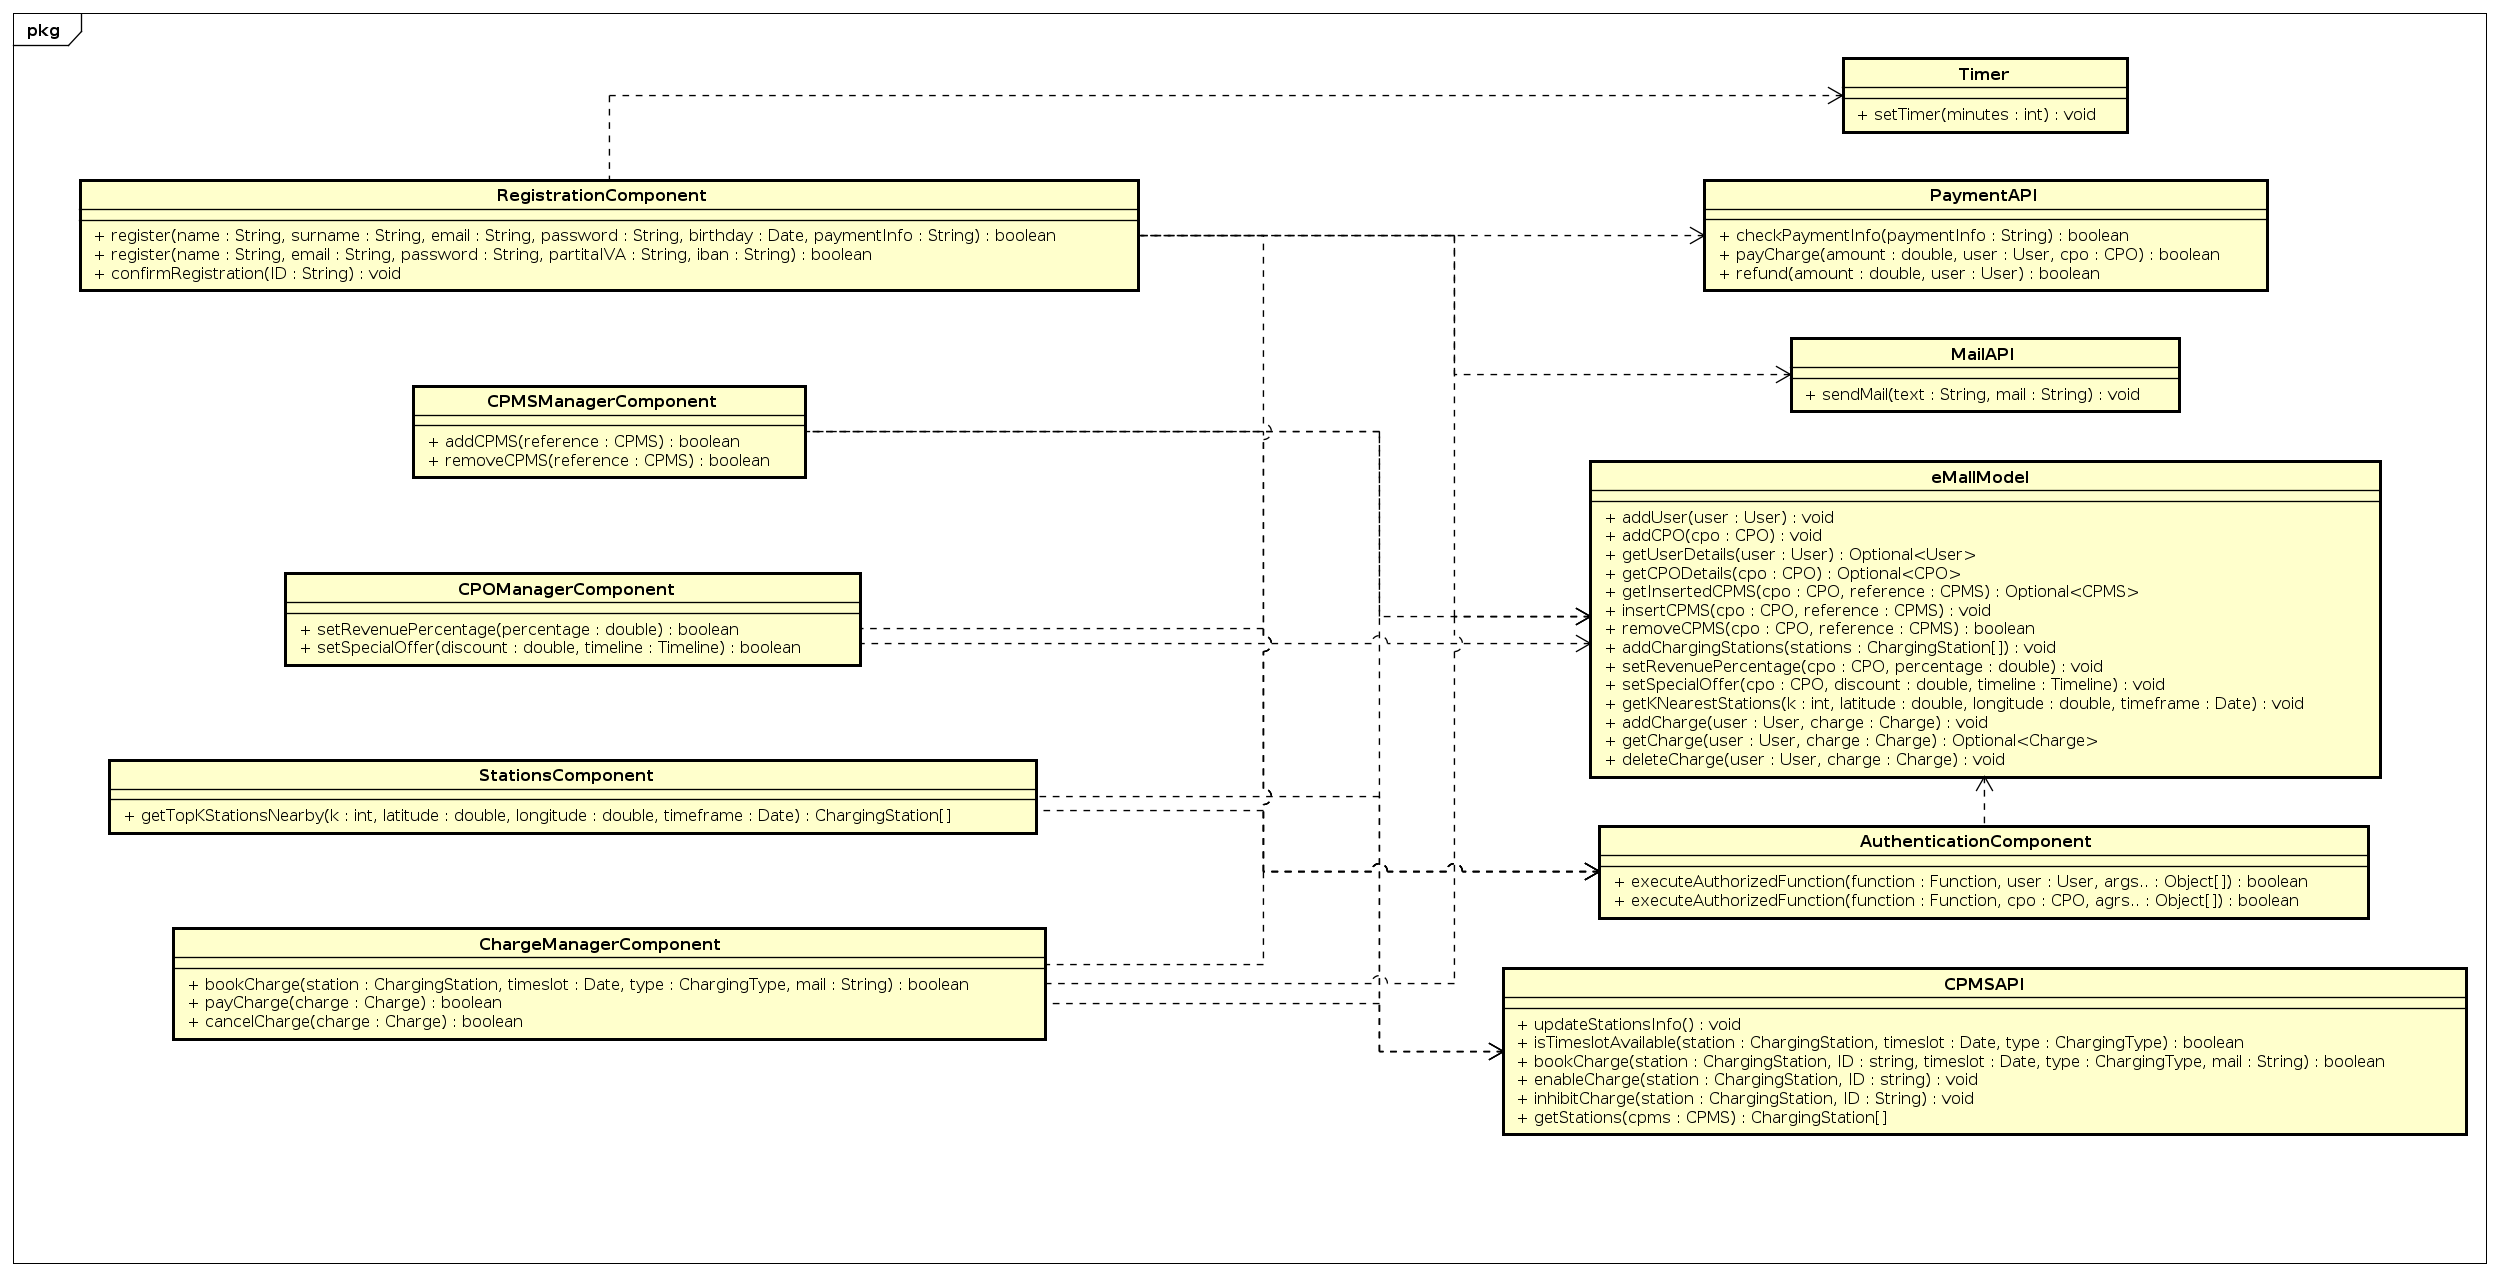 pkg
Timer
+ setTimer(minutes : int) : void
RegistrationComponent
+ register(name : String, surname : String, email : String, password : String, birthday : Date, paymentInfo : String) : boolean
+ register(name : String, email : String, password : String, partitaIVA : String, iban : String) : boolean
+ confirmRegistration(ID : String) : void
PaymentAPI
+ checkPaymentInfo(paymentInfo : String) : boolean
+ payCharge(amount : double, user : User, cpo : CPO) : boolean
+ refund(amount : double, user : User) : boolean
MailAPI
+ sendMail(text : String, mail : String) : void
CPMSManagerComponent
+ addCPMS(reference : CPMS) : boolean
+ removeCPMS(reference : CPMS) : boolean
eMallModel
+ addUser(user : User) : void
+ addCPO(cpo : CPO) : void
+ getUserDetails(user : User) : Optional<User>
+ getCPODetails(cpo : CPO) : Optional<CPO>
+ getInsertedCPMS(cpo : CPO, reference : CPMS) : Optional<CPMS>
+ insertCPMS(cpo : CPO, reference : CPMS) : void
+ removeCPMS(cpo : CPO, reference : CPMS) : boolean
+ addChargingStations(stations : ChargingStation[]) : void
+ setRevenuePercentage(cpo : CPO, percentage : double) : void
+ setSpecialOffer(cpo : CPO, discount : double, timeline : Timeline) : void
+ getKNearestStations(k : int, latitude : double, longitude : double, timeframe : Date) : void
+ addCharge(user : User, charge : Charge) : void
+ getCharge(user : User, charge : Charge) : Optional<Charge>
+ deleteCharge(user : User, charge : Charge) : void
CPOManagerComponent
+ setRevenuePercentage(percentage : double) : boolean
+ setSpecialOffer(discount : double, timeline : Timeline) : boolean
StationsComponent
+ getTopKStationsNearby(k : int, latitude : double, longitude : double, timeframe : Date) : ChargingStation[]
AuthenticationComponent
+ executeAuthorizedFunction(function : Function, user : User, args.. : Object[]) : boolean
+ executeAuthorizedFunction(function : Function, cpo : CPO, agrs.. : Object[]) : boolean
ChargeManagerComponent
+ bookCharge(station : ChargingStation, timeslot : Date, type : ChargingType, mail : String) : boolean
+ payCharge(charge : Charge) : boolean
+ cancelCharge(charge : Charge) : boolean
CPMSAPI
+ updateStationsInfo() : void
+ isTimeslotAvailable(station : ChargingStation, timeslot : Date, type : ChargingType) : boolean
+ bookCharge(station : ChargingStation, ID : string, timeslot : Date, type : ChargingType, mail : String) : boolean
+ enableCharge(station : ChargingStation, ID : string) : void
+ inhibitCharge(station : ChargingStation, ID : String) : void
+ getStations(cpms : CPMS) : ChargingStation[]